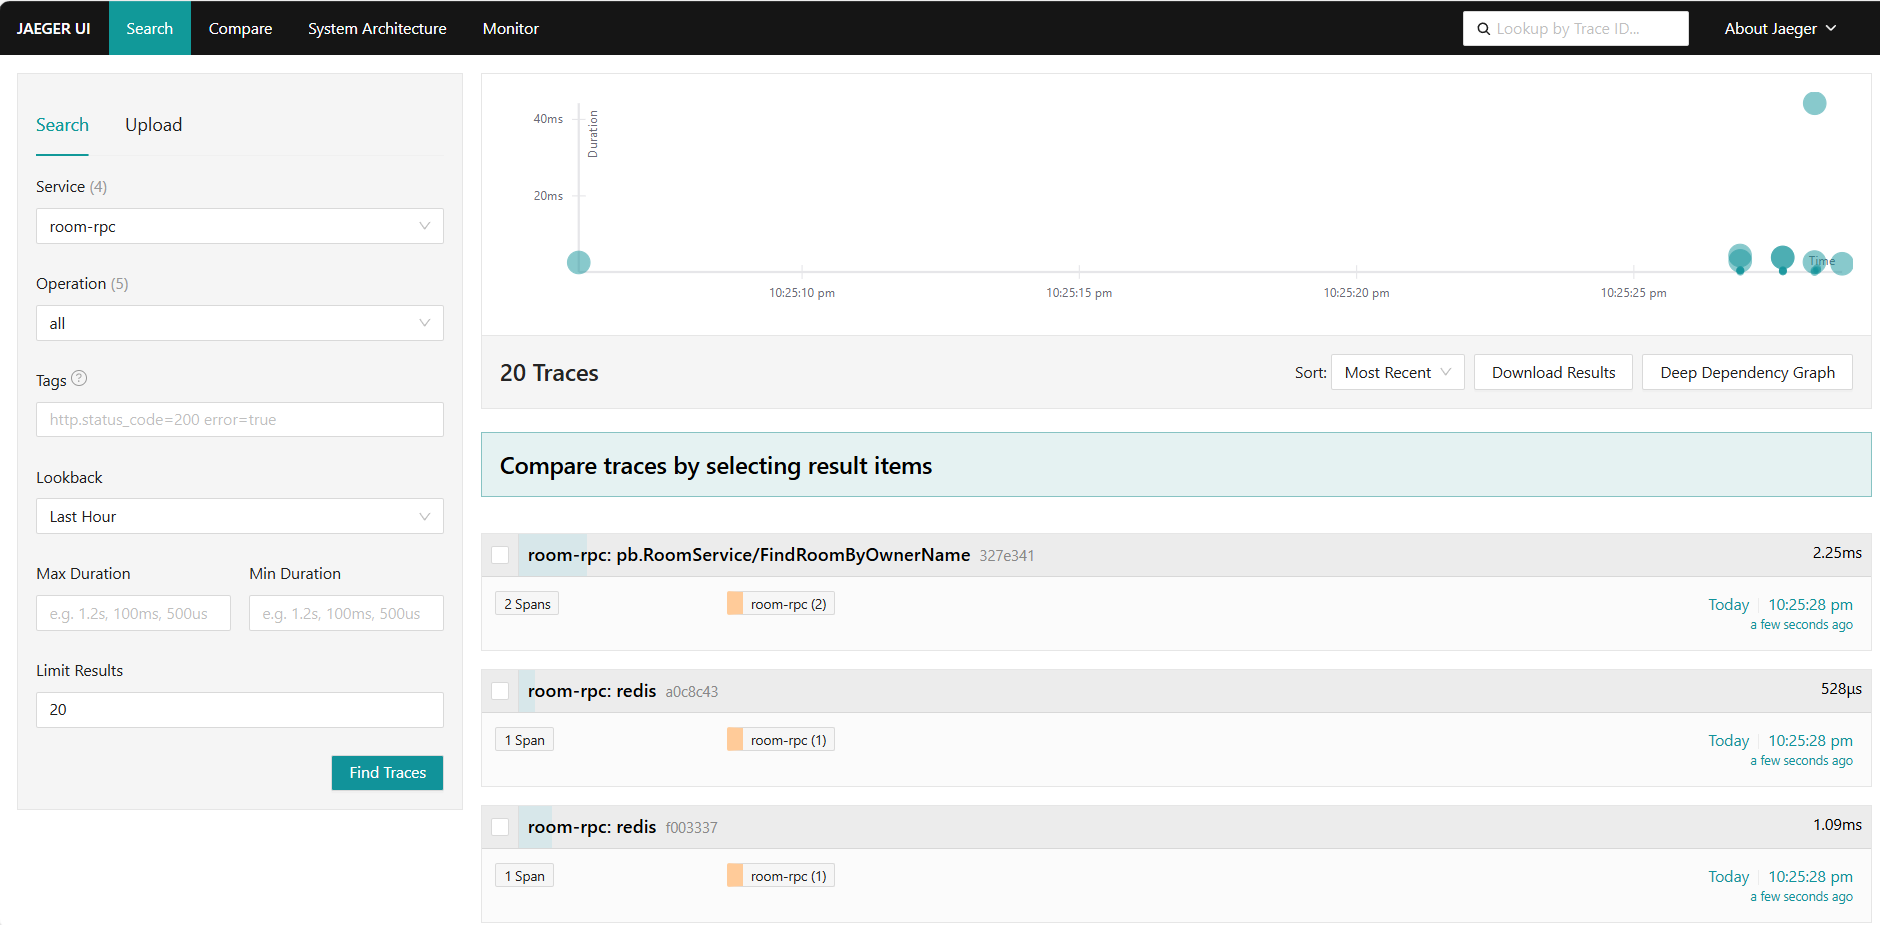 JAEGER UI
Search
Compare
System Architecture
Monitor
Lookup by Trace ID...
About Jaeger
Search
Upload
Service (4)
room-rpc
Operation (5)
all
Tags
http.status_code=200 error=true
Lookback
Last Hour
Max Duration
Min Duration
e.g. 1.2s, 100ms, 500us
e.g. 1.2s, 100ms, 500us
Limit Results
20
Find Traces
40ms
20ms
Duration
Time
10:25:10 pm
10:25:15 pm
10:25:20 pm
10:25:25 pm
20 Traces
Sort:
Most Recent
Download Results
Deep Dependency Graph
Compare traces by selecting result items
room-rpc: pb.RoomService/FindRoomByOwnerName 327e341
2.25ms
2 Spans
room-rpc (2)
Today
10:25:28 pm
a few seconds ago
room-rpc: redis a0c8c43
528μs
1 Span
room-rpc (1)
Today
10:25:28 pm
a few seconds ago
room-rpc: redis f003337
1.09ms
1 Span
room-rpc (1)
Today
10:25:28 pm
a few seconds ago